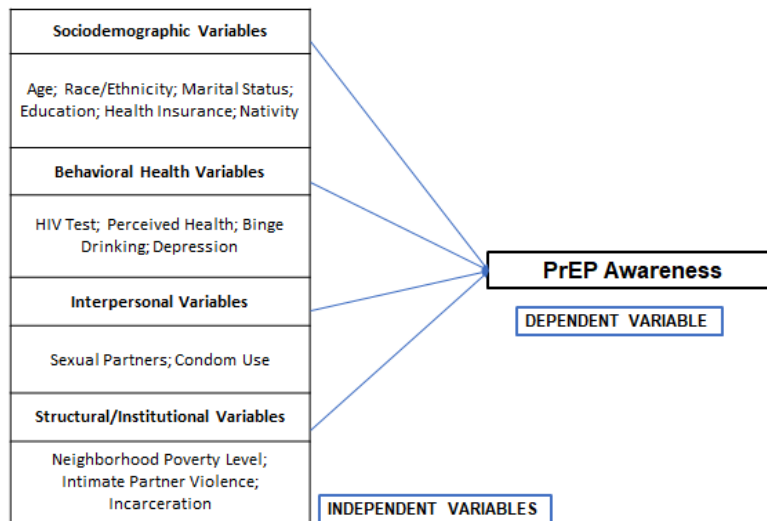 Sociodemographic Variables
Age; Race/Ethnicity; Marital Status;
Education; Health Insurance; Nativity
Behavioral Health Variables
HIV Test; Perceived Health; Binge
Drinking; Depression
Interpersonal Variables
Sexual Partners; Condom Use
Structural/Institutional Variables
Neighborhood Poverty Level;
Intimate Partner Violence;
Incarceration
INDEPENDENT VARIABLES
PrEP Awareness
DEPENDENT VARIABLE